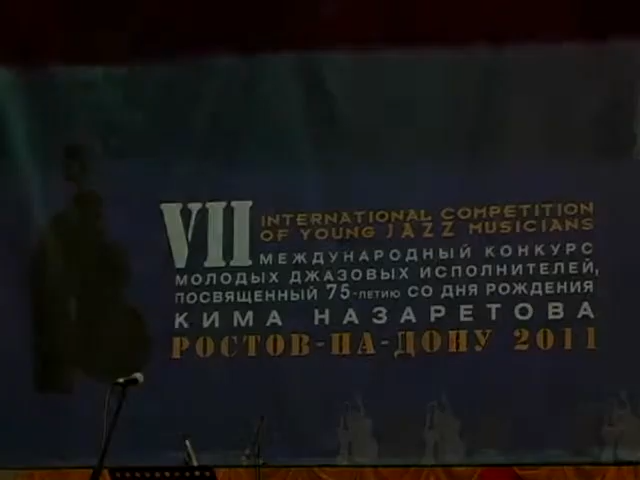 VII INTERNATIONAL COMPETITION
OF YOUNG JAZZ MUSICIANS
МЕЖДУНАРОДНЫЙ КОНКУРС
МОЛОДЫХ ДЖАЗОВЫХ ИСПОЛНИТЕЛЕЙ,
ПОСВЯЩЕННЫЙ 75-ЛЕТИЮ СО ДНЯ РОЖДЕНИЯ
КИМА НАЗАРЕТОВА
РОСТОВ-НА-ДОНУ 2011